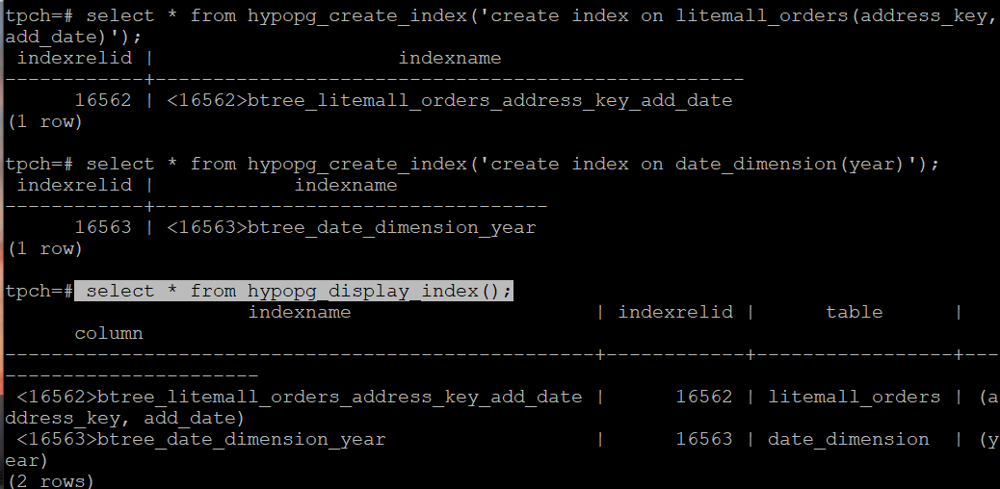 tpch=# select * from hypopg_create_index('create index on litemall_orders(address_key,
add_date)');
 indexrelid |                     indexname
------------+---------------------------------------------------
      16562 | <16562>btree_litemall_orders_address_key_add_date
(1 row)

tpch=# select * from hypopg_create_index('create index on date_dimension(year)');
 indexrelid |            indexname
------------+----------------------------------
      16563 | <16563>btree_date_dimension_year
(1 row)

tpch=# select * from hypopg_display_index();
                     indexname                     | indexrelid |      table      |
      column
---------------------------------------------------+------------+-----------------+---
----------------------
 <16562>btree_litemall_orders_address_key_add_date |      16562 | litemall_orders | (a
ddress_key, add_date)
 <16563>btree_date_dimension_year                  |      16563 | date_dimension  | (y
ear)
(2 rows)